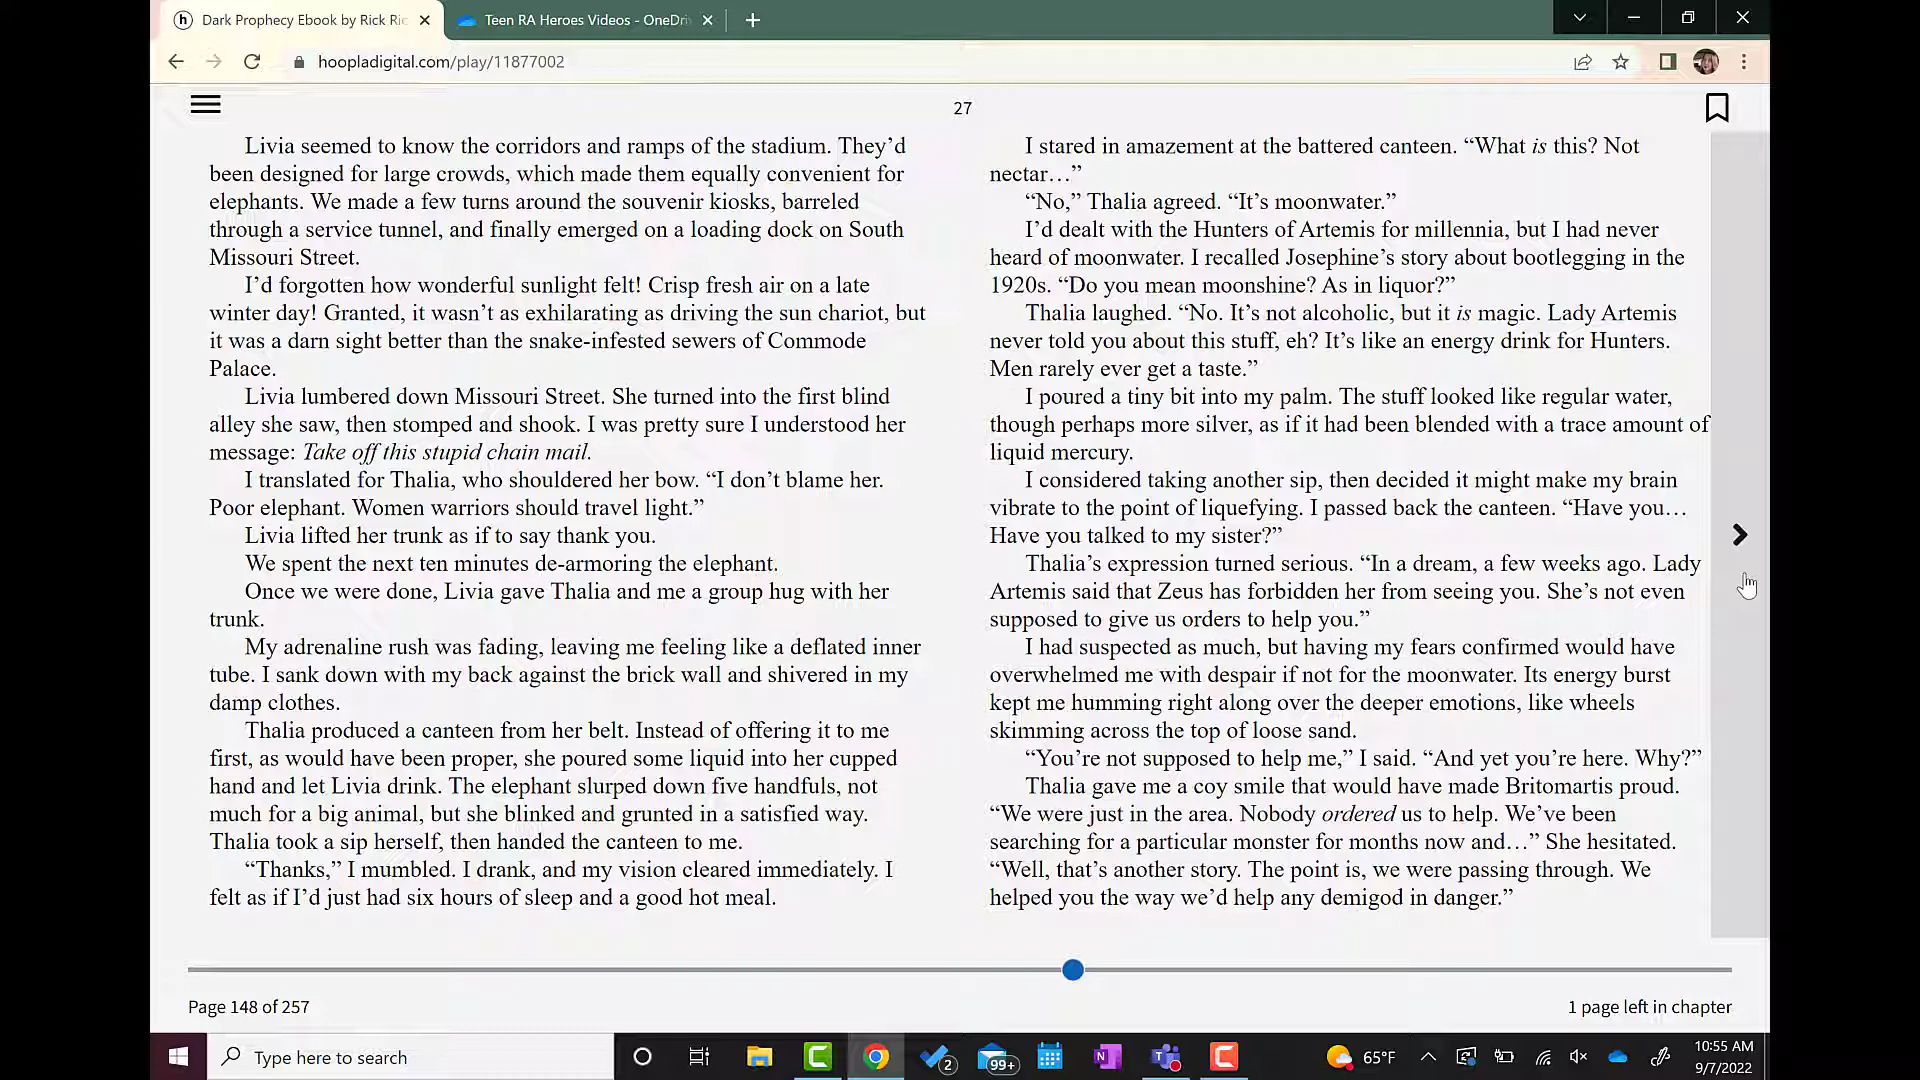 Dark Prophecy Ebook by Rick Ric
Teen RA Heroes Videos - OneDri
hoopladigital.com/play/11877002
27
Livia seemed to know the corridors and ramps of the stadium. They’d
been designed for large crowds, which made them equally convenient for
elephants. We made a few turns around the souvenir kiosks, barreled
through a service tunnel, and finally emerged on a loading dock on South
Missouri Street.
I’d forgotten how wonderful sunlight felt! Crisp fresh air on a late
winter day! Granted, it wasn’t as exhilarating as driving the sun chariot, but
it was a darn sight better than the snake-infested sewers of Commode
Palace.
Livia lumbered down Missouri Street. She turned into the first blind
alley she saw, then stomped and shook. I was pretty sure I understood her
message: Take off this stupid chain mail.
I translated for Thalia, who shouldered her bow. “I don’t blame her.
Poor elephant. Women warriors should travel light.”
Livia lifted her trunk as if to say thank you.
We spent the next ten minutes de-armoring the elephant.
Once we were done, Livia gave Thalia and me a group hug with her
trunk.
My adrenaline rush was fading, leaving me feeling like a deflated inner
tube. I sank down with my back against the brick wall and shivered in my
damp clothes.
Thalia produced a canteen from her belt. Instead of offering it to me
first, as would have been proper, she poured some liquid into her cupped
hand and let Livia drink. The elephant slurped down five handfuls, not
much for a big animal, but she blinked and grunted in a satisfied way.
Thalia took a sip herself, then handed the canteen to me.
“Thanks,” I mumbled. I drank, and my vision cleared immediately. I
felt as if I’d just had six hours of sleep and a good hot meal.
I stared in amazement at the battered canteen. “What is this? Not
nectar…”
“No,” Thalia agreed. “It’s moonwater.”
I’d dealt with the Hunters of Artemis for millennia, but I had never
heard of moonwater. I recalled Josephine’s story about bootlegging in the
1920s. “Do you mean moonshine? As in liquor?”
Thalia laughed. “No. It’s not alcoholic, but it is magic. Lady Artemis
never told you about this stuff, eh? It’s like an energy drink for Hunters.
Men rarely ever get a taste.”
I poured a tiny bit into my palm. The stuff looked like regular water,
though perhaps more silver, as if it had been blended with a trace amount of
liquid mercury.
I considered taking another sip, then decided it might make my brain
vibrate to the point of liquefying. I passed back the canteen. “Have you…
Have you talked to my sister?”
Thalia’s expression turned serious. “In a dream, a few weeks ago. Lady
Artemis said that Zeus has forbidden her from seeing you. She’s not even
supposed to give us orders to help you.”
I had suspected as much, but having my fears confirmed would have
overwhelmed me with despair if not for the moonwater. Its energy burst
kept me humming right along over the deeper emotions, like wheels
skimming across the top of loose sand.
“You’re not supposed to help me,” I said. “And yet you’re here. Why?”
Thalia gave me a coy smile that would have made Britomartis proud.
“We were just in the area. Nobody ordered us to help. We’ve been
searching for a particular monster for months now and…” She hesitated.
“Well, that’s another story. The point is, we were passing through. We
helped you the way we’d help any demigod in danger.”
Page 148 of 257
1 page left in chapter
Type here to search
2
99+
65°F
10:55 AM
9/7/2022